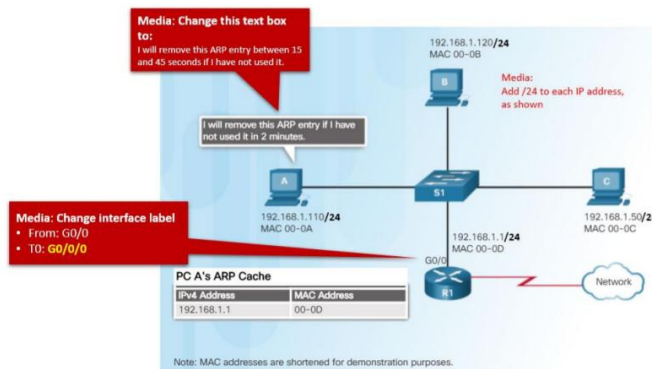 Media: Change this text box
to:
I will remove this ARP entry between 15
and 45 seconds if I have not used it.
192.168.1.120/24
MAC 00-0B
B
Media:
Add /24 to each IP address,
as shown
I will remove this ARP entry if I have
not used it in 2 minutes.
A
S1
C
192.168.1.110/24
MAC 00-0A
192.168.1.50/24
MAC 00-0C
Media: Change interface label
• From: G0/0
• T0: G0/0/0
192.168.1.1/24
MAC 00-0D
G0/0
R1
Network
PC A's ARP Cache
IPv4 Address MAC Address
192.168.1.1 00-0D
Note: MAC addresses are shortened for demonstration purposes.